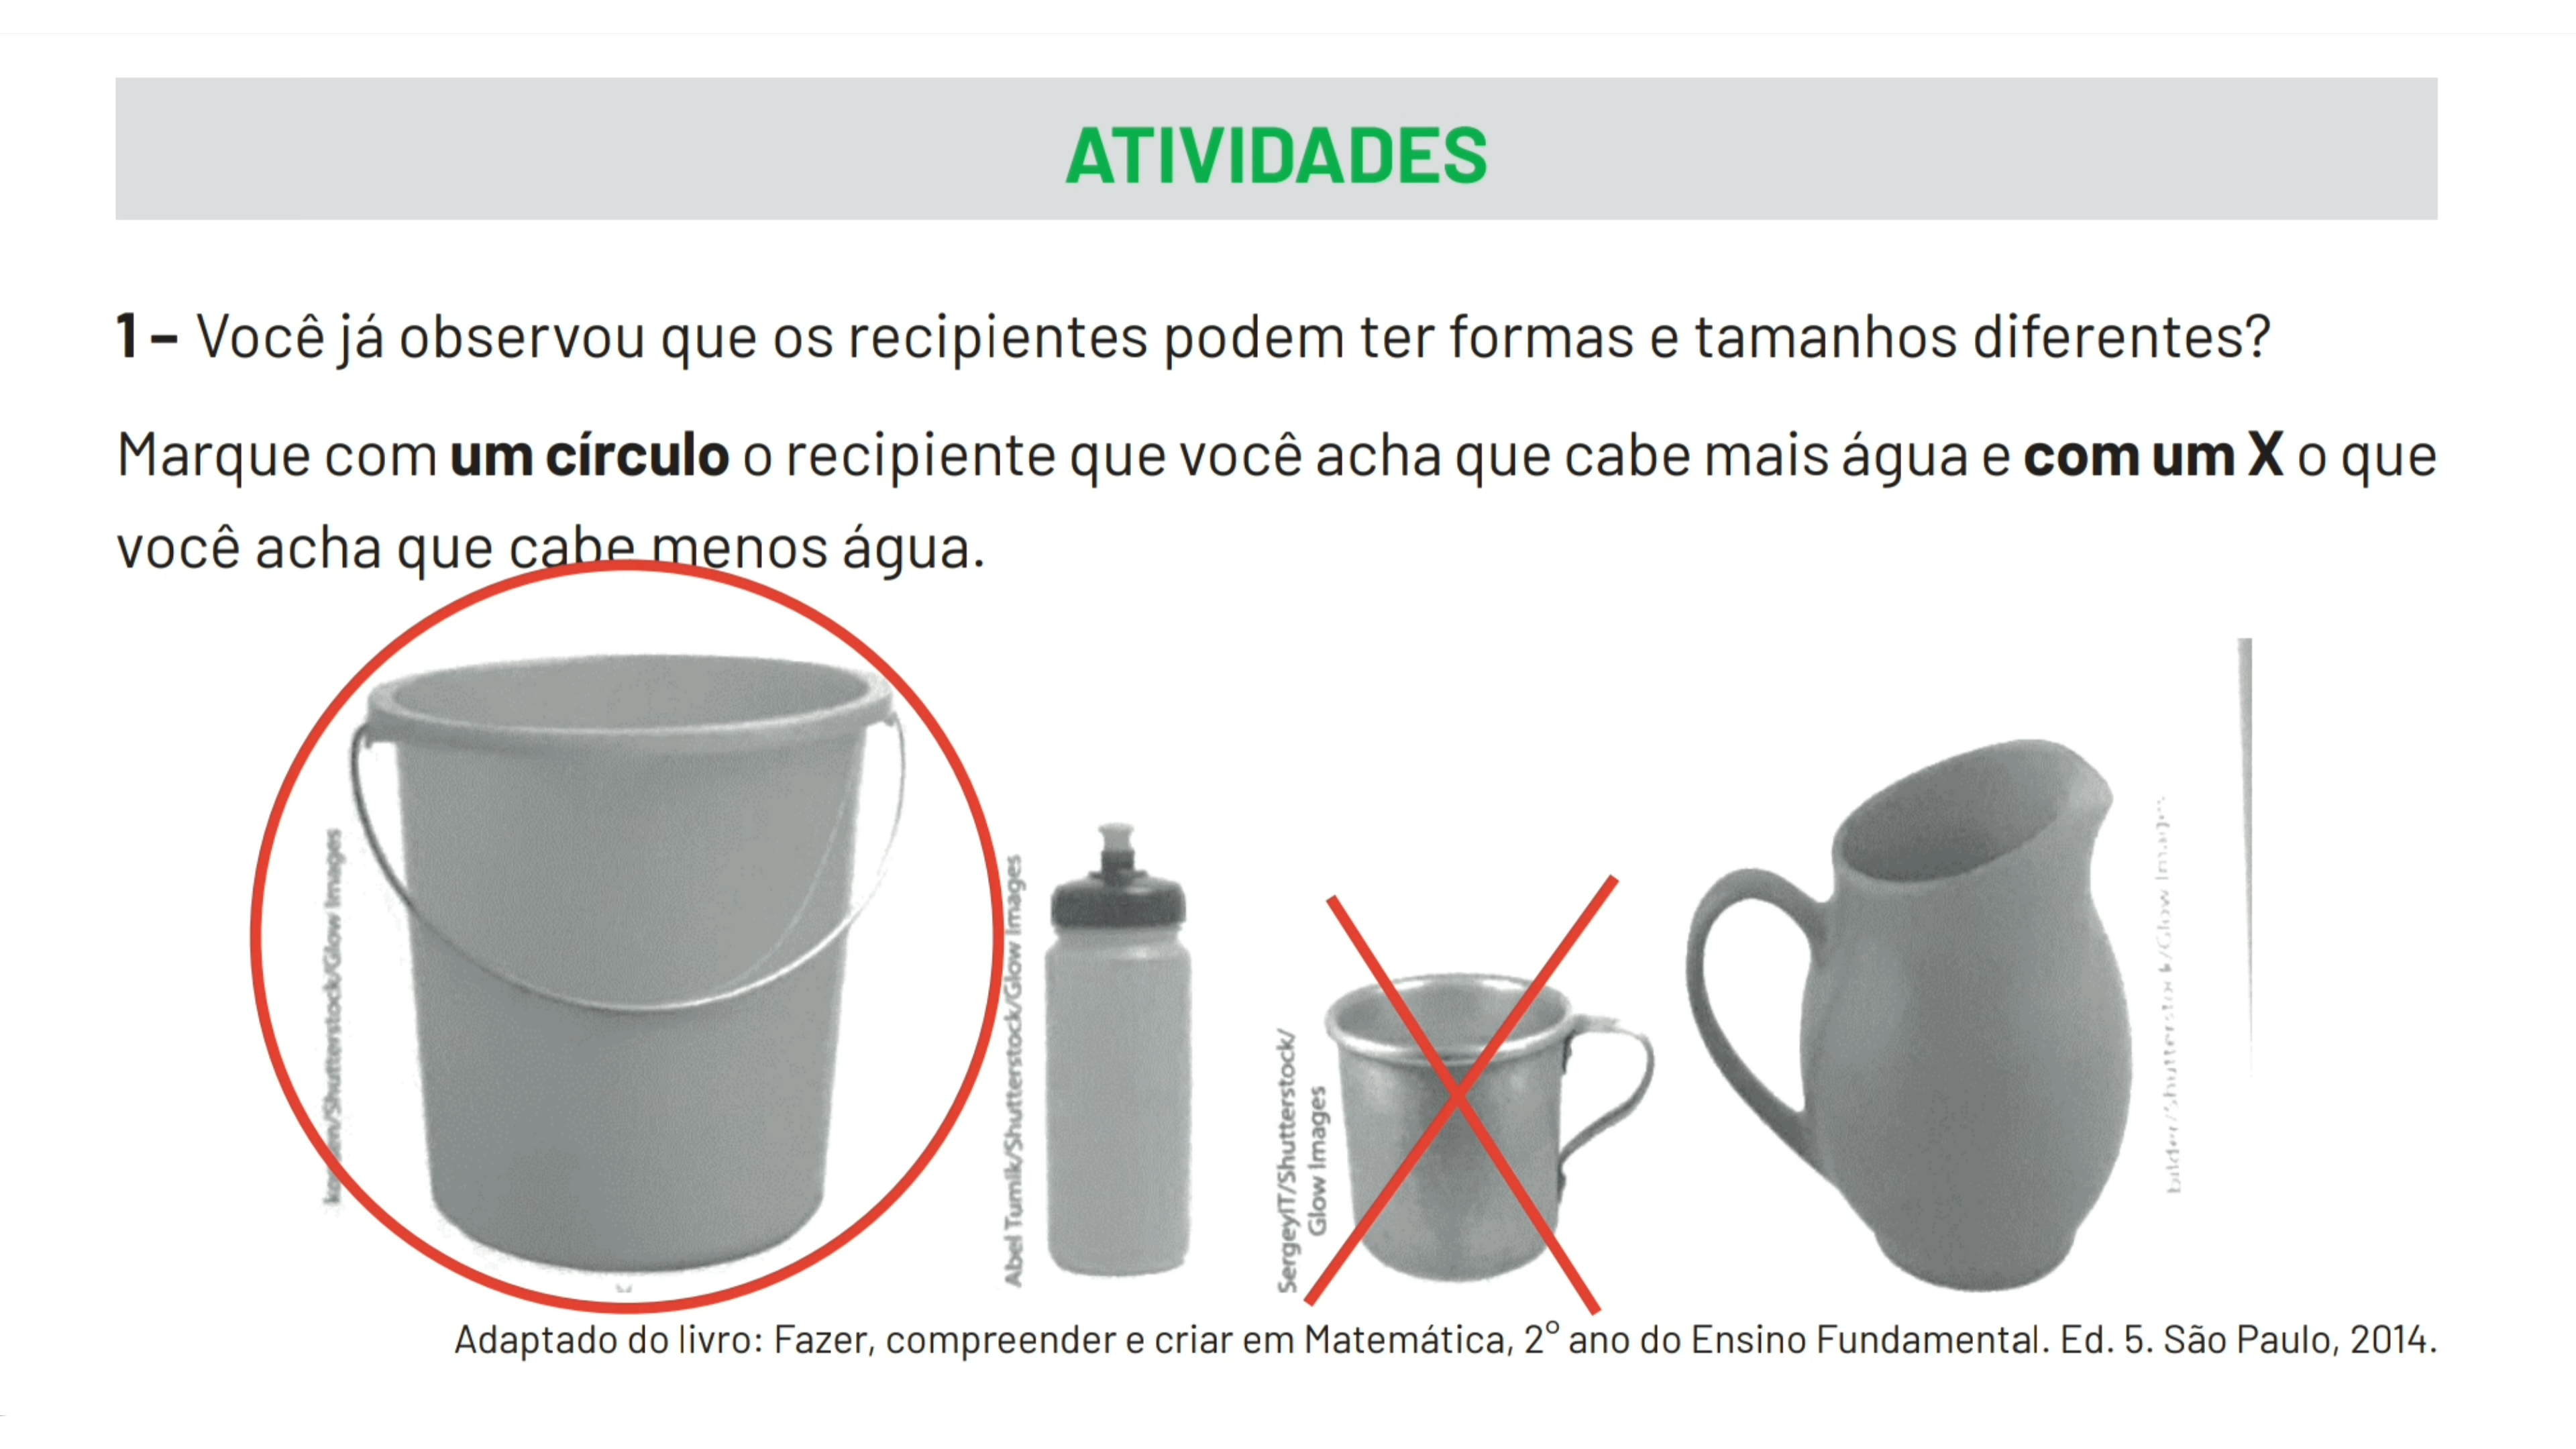 ATIVIDADES
1 – Você já observou que os recipientes podem ter formas e tamanhos diferentes?
Marque com um círculo o recipiente que você acha que cabe mais água e com um X o que
você acha que cabe menos água.
/Shutterstock/Glow Images
Abel Tumik/Shutterstock/Glow Images
SergeyIT/Shutterstock/
Glow Images
/Shutterstock/Glow
Adaptado do livro: Fazer, compreender e criar em Matemática, 2º ano do Ensino Fundamental. Ed. 5. São Paulo, 2014.